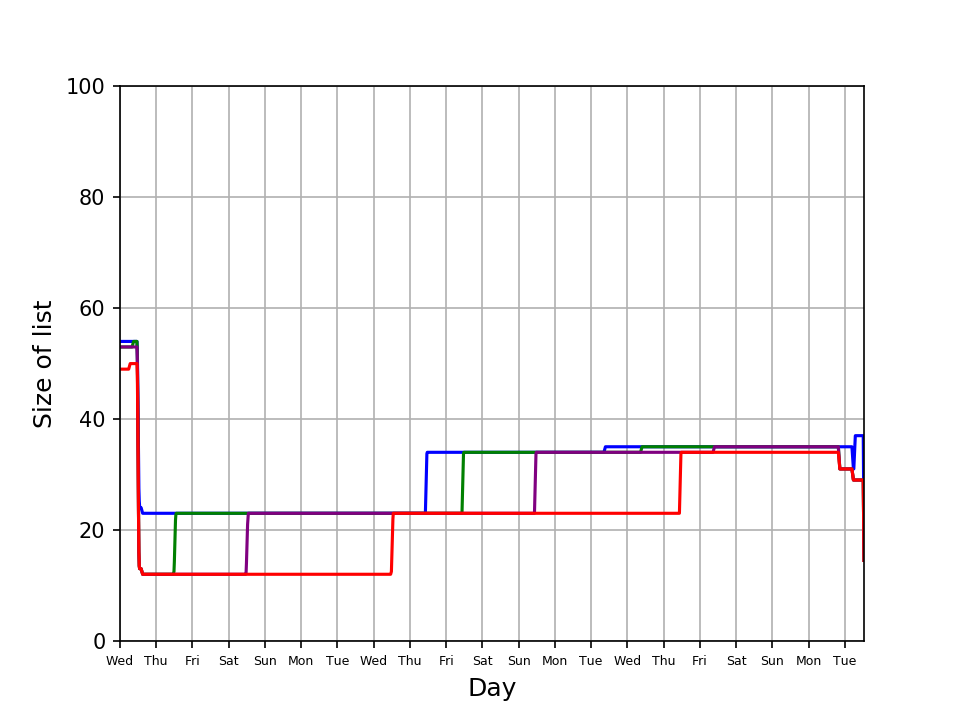 100
80
60
40
20
0
Size of list
Wed Thu Fri Sat Sun Mon Tue Wed Thu Fri Sat Sun Mon Tue Wed Thu Fri Sat Sun Mon Tue
Day